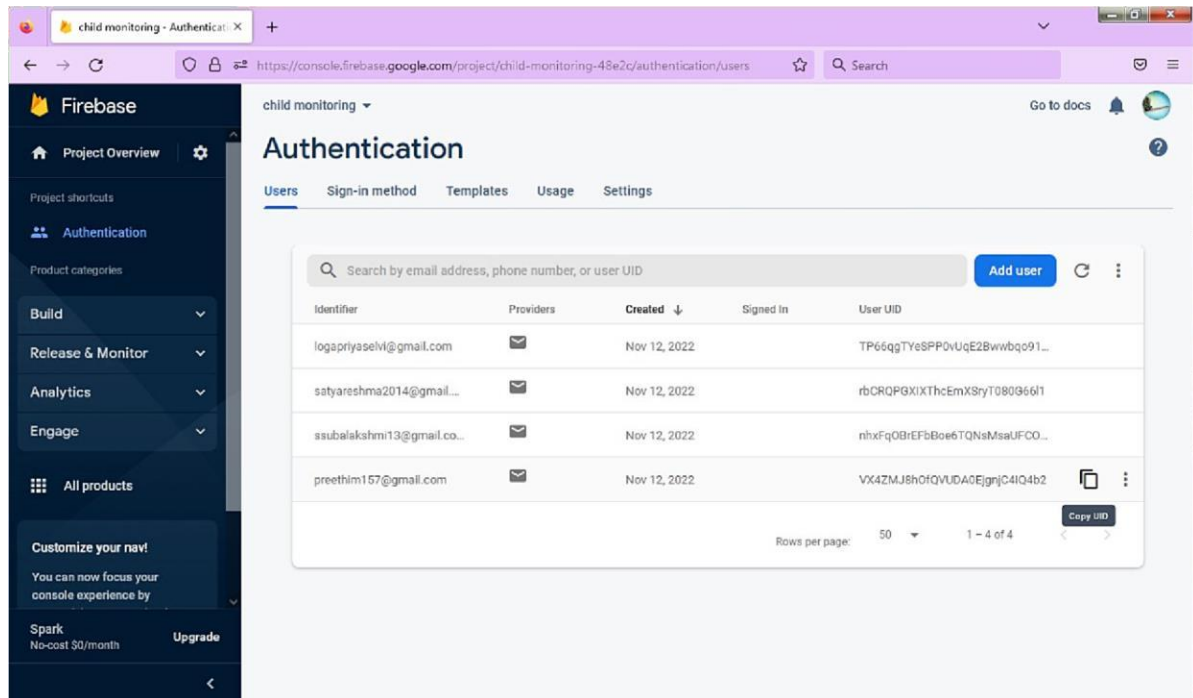 child monitoring - Authenticati
https://console.firebase.google.com/project/child-monitoring-48e2c/authentication/users
Search
Firebase
Project Overview
Project shortcuts
Authentication
Product categories
Build
Release & Monitor
Analytics
Engage
All products
Customize your nav!
You can now focus your
console experience by
Spark
No-cost $0/month
Upgrade
child monitoring
Go to docs
Authentication
Users Sign-in method Templates Usage Settings
Search by email address, phone number, or user UID
Add user
Identifier Providers Created Signed In User UID
logapriyaselvi@gmail.com Nov 12, 2022
satyareshma2014@gmail.... Nov 12, 2022
ssubalakshmi13@gmail.co... Nov 12, 2022
preethim157@gmail.com Nov 12, 2022
Copy UID
Rows per page: 50 1 – 4 of 4